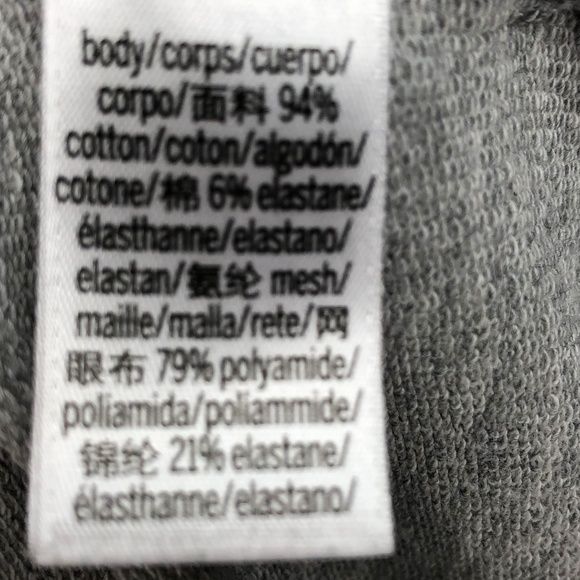 body/corps/cuerpo/
corpo/面料 94%
cotton/coton/algodón/
cotone/棉 6% elastane/
élasthanne/elastano/
elastan/氨纶 mesh/
maille/malla/rete/网
眼布 79% polyamide/
poliamida/poliammide/
锦纶 21% elastane/
élasthanne/elastano/